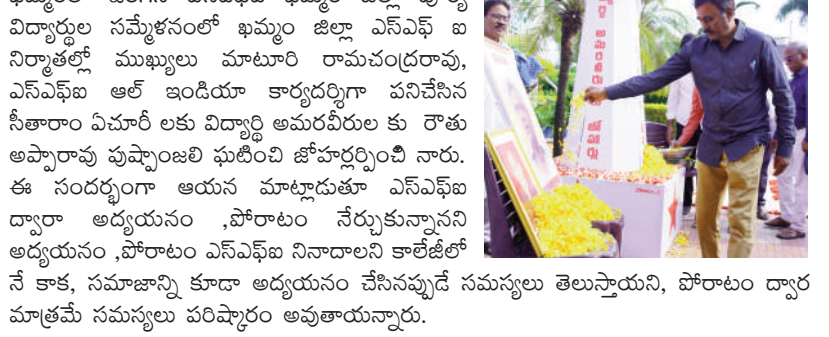 విద్యార్థుల సమ్మేళనంలో ఖమ్మం జిల్లా ఎస్ఎఫ్ ఐ
నిర్మాతల్లో ముఖ్యులు మాటూరి రామచంద్రరావు,
ఎస్ఎఫ్ఐ ఆల్ ఇండియా కార్యదర్శిగా పనిచేసిన
సీతారాం ఏచూరీ లకు విద్యార్థి అమరవీరుల కు రౌతు
అప్పారావు పుష్పాంజలి ఘటించి జోహర్లర్పించి నారు.
ఈ సందర్భంగా ఆయన మాట్లాడుతూ ఎస్ఎఫ్ఐ
ద్వారా అధ్యయనం ,పోరాటం నేర్చుకున్నానని
అధ్యయనం ,పోరాటం ఎస్ఎఫ్ఐ నినాదాలని కాలేజీలో
నే కాక, సమాజాన్ని కూడా అధ్యయనం చేసినప్పుడే సమస్యలు తెలుస్తాయని, పోరాటం ద్వార
మాత్రమే సమస్యలు పరిష్కారం అవుతాయన్నారు.
జోహార్లు